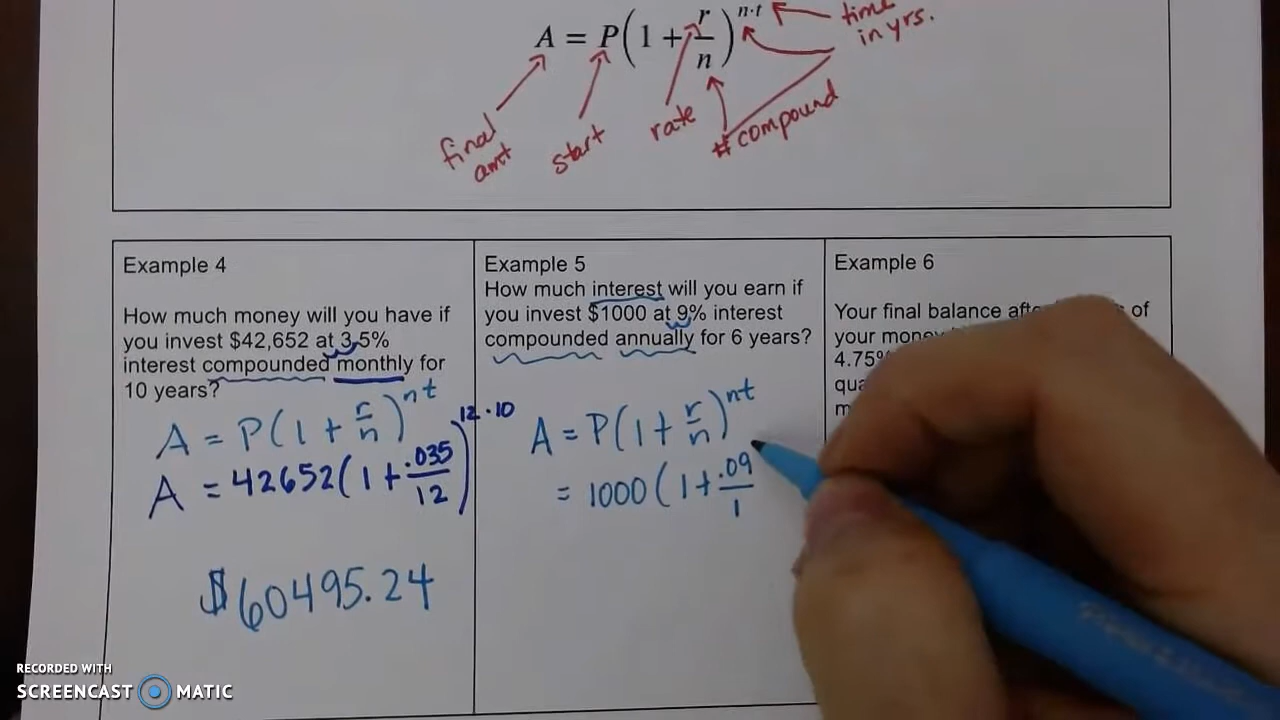 A = P(1 + r/n)^n·t
time
in yrs.
final
amt
start
rate
# compound
Example 4
How much money will you have if
you invest $42,652 at 3.5%
interest compounded monthly for
10 years?
A = P(1 + r/n)^nt
A = 42652(1 + .035/12)^12·10
$60495.24
Example 5
How much interest will you earn if
you invest $1000 at 9% interest
compounded annually for 6 years?
A = P(1 + r/n)^nt
= 1000(1 + .09/1
Example 6
Your final balance of
your money
4.75%
RECORDED WITH
SCREENCAST MATIC